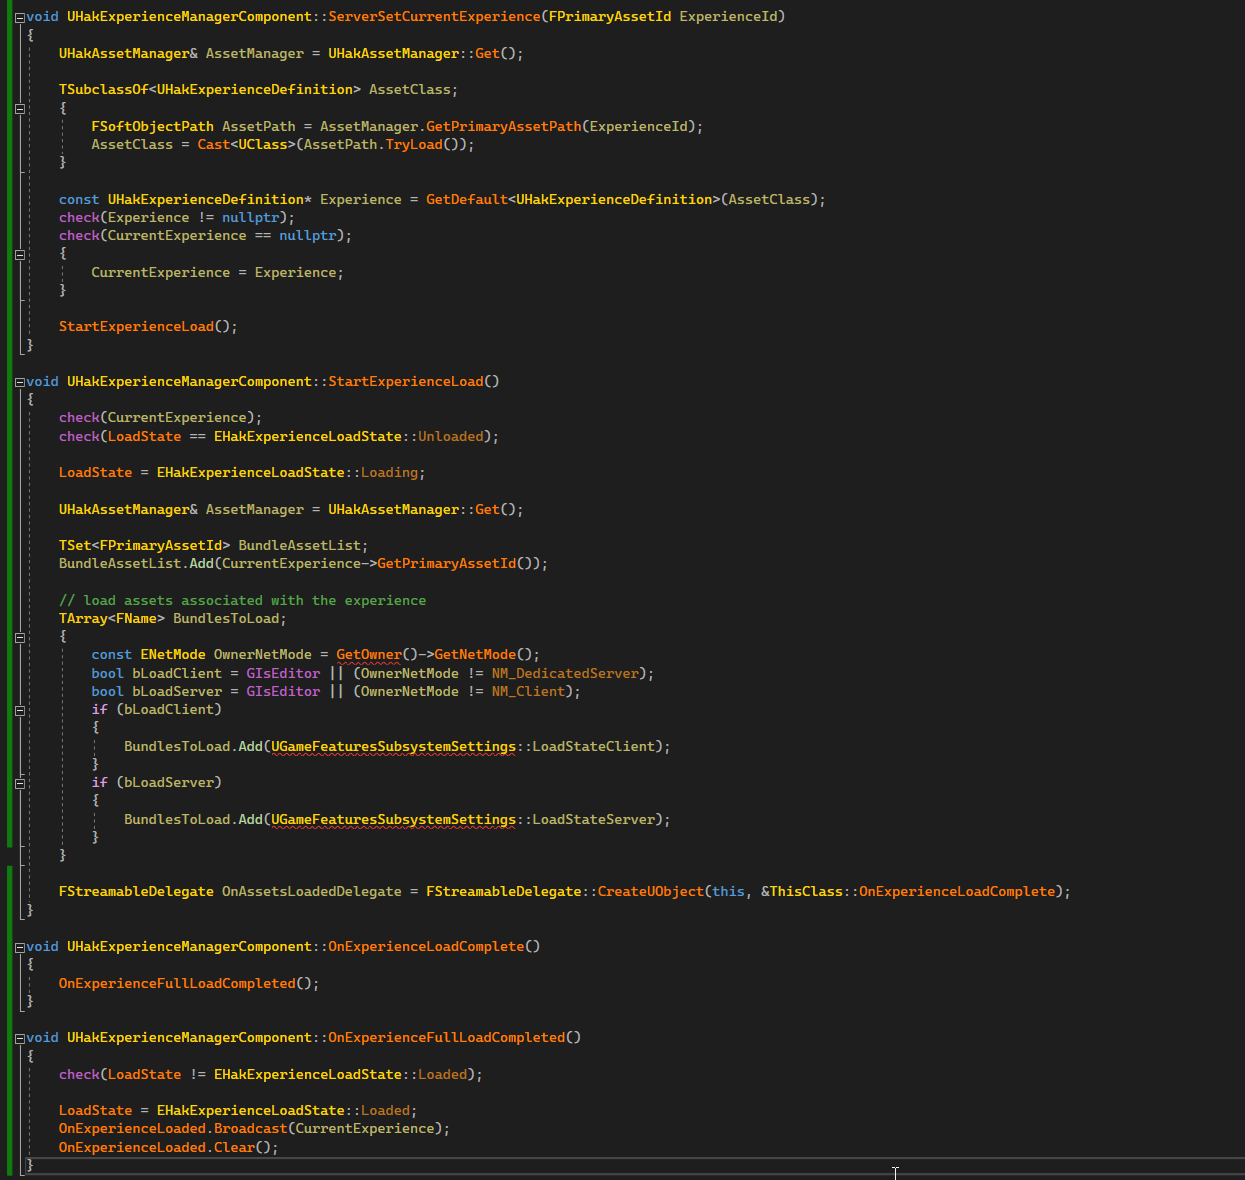 void UHakExperienceManagerComponent::ServerSetCurrentExperience(FPrimaryAssetId ExperienceId)
{
    UHakAssetManager& AssetManager = UHakAssetManager::Get();

    TSubclassOf<UHakExperienceDefinition> AssetClass;
    {
        FSoftObjectPath AssetPath = AssetManager.GetPrimaryAssetPath(ExperienceId);
        AssetClass = Cast<UClass>(AssetPath.TryLoad());
    }

    const UHakExperienceDefinition* Experience = GetDefault<UHakExperienceDefinition>(AssetClass);
    check(Experience != nullptr);
    check(CurrentExperience == nullptr);
    {
        CurrentExperience = Experience;
    }

    StartExperienceLoad();
}

void UHakExperienceManagerComponent::StartExperienceLoad()
{
    check(CurrentExperience);
    check(LoadState == EHakExperienceLoadState::Unloaded);

    LoadState = EHakExperienceLoadState::Loading;

    UHakAssetManager& AssetManager = UHakAssetManager::Get();

    TSet<FPrimaryAssetId> BundleAssetList;
    BundleAssetList.Add(CurrentExperience->GetPrimaryAssetId());

    // load assets associated with the experience
    TArray<FName> BundlesToLoad;
    {
        const ENetMode OwnerNetMode = GetOwner()->GetNetMode();
        bool bLoadClient = GIsEditor || (OwnerNetMode != NM_DedicatedServer);
        bool bLoadServer = GIsEditor || (OwnerNetMode != NM_Client);
        if (bLoadClient)
        {
            BundlesToLoad.Add(UGameFeaturesSubsystemSettings::LoadStateClient);
        }
        if (bLoadServer)
        {
            BundlesToLoad.Add(UGameFeaturesSubsystemSettings::LoadStateServer);
        }
    }

    FStreamableDelegate OnAssetsLoadedDelegate = FStreamableDelegate::CreateUObject(this, &ThisClass::OnExperienceLoadComplete);
}

void UHakExperienceManagerComponent::OnExperienceLoadComplete()
{
    OnExperienceFullLoadCompleted();
}

void UHakExperienceManagerComponent::OnExperienceFullLoadCompleted()
{
    check(LoadState != EHakExperienceLoadState::Loaded);

    LoadState = EHakExperienceLoadState::Loaded;
    OnExperienceLoaded.Broadcast(CurrentExperience);
    OnExperienceLoaded.Clear();
}